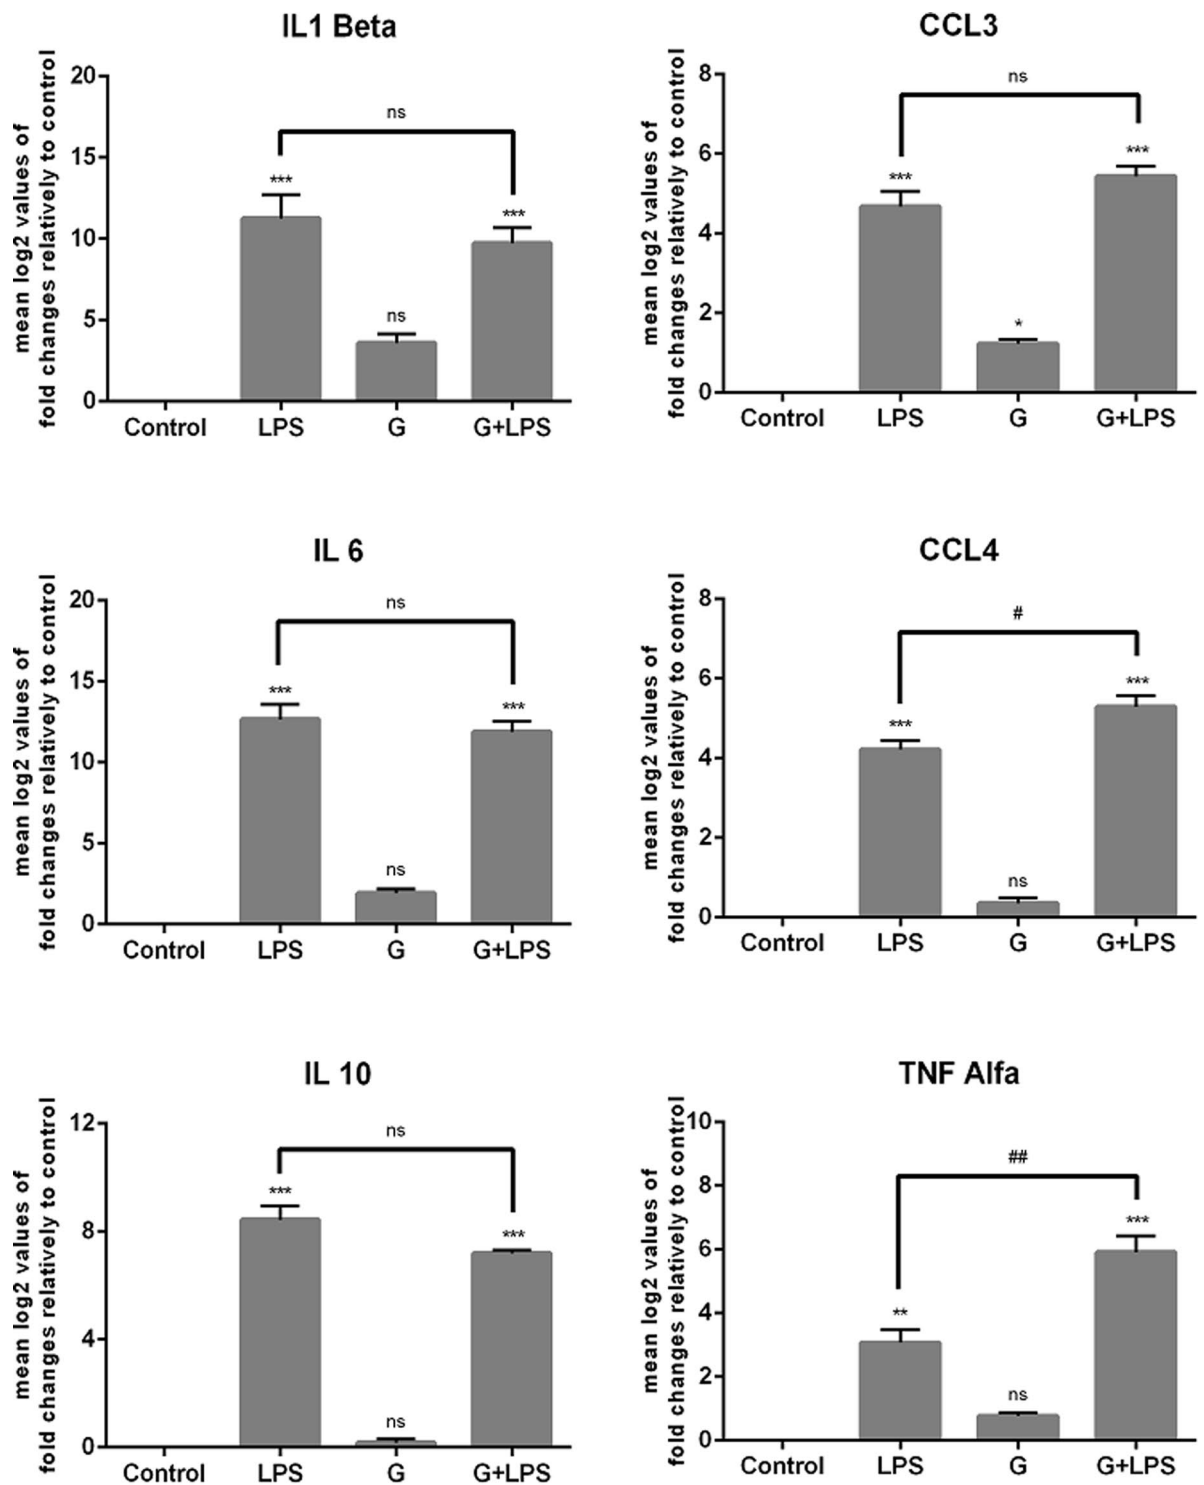 IL1 Beta
mean log2 values of
fold changes relatively to control
20
15
10
5
0
ns
***
ns
***
Control LPS G G+LPS
CCL3
mean log2 values of
fold changes relatively to control
8
6
4
2
0
ns
***
*
***
Control LPS G G+LPS
IL 6
mean log2 values of
fold changes relatively to control
20
15
10
5
0
ns
***
ns
***
Control LPS G G+LPS
CCL4
mean log2 values of
fold changes relatively to control
8
6
4
2
0
#
***
ns
***
Control LPS G G+LPS
IL 10
mean log2 values of
fold changes relatively to control
12
8
4
0
ns
***
ns
***
Control LPS G G+LPS
TNF Alfa
mean log2 values of
fold changes relatively to control
10
8
6
4
2
0
##
**
ns
***
Control LPS G G+LPS